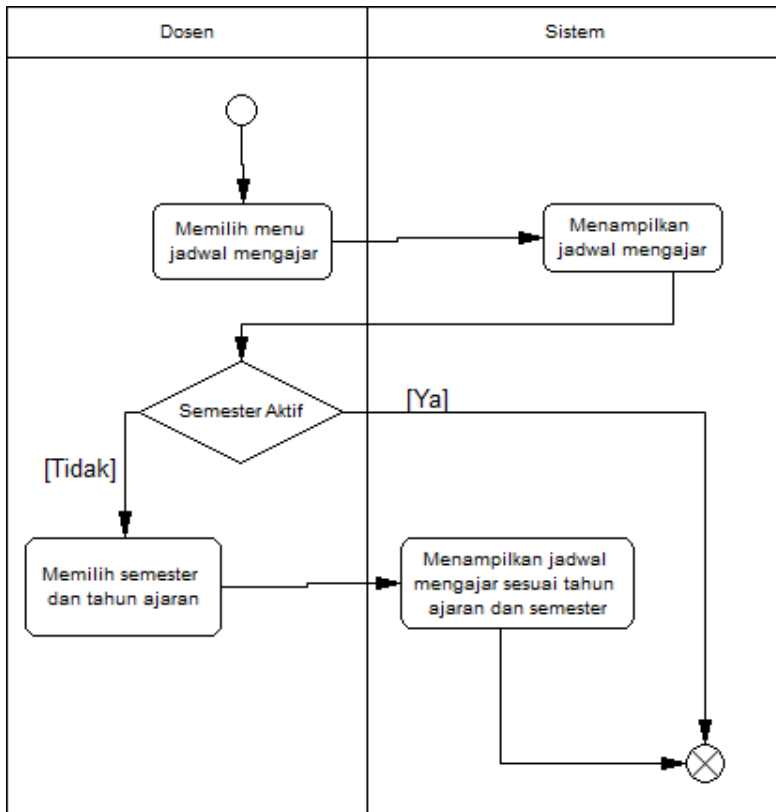 Dosen
Sistem
Memilih menu
jadwal mengajar
Menampilkan
jadwal mengajar
Semester Aktif
[Ya]
[Tidak]
Memilih semester
dan tahun ajaran
Menampilkan jadwal
mengajar sesuai tahun
ajaran dan semester